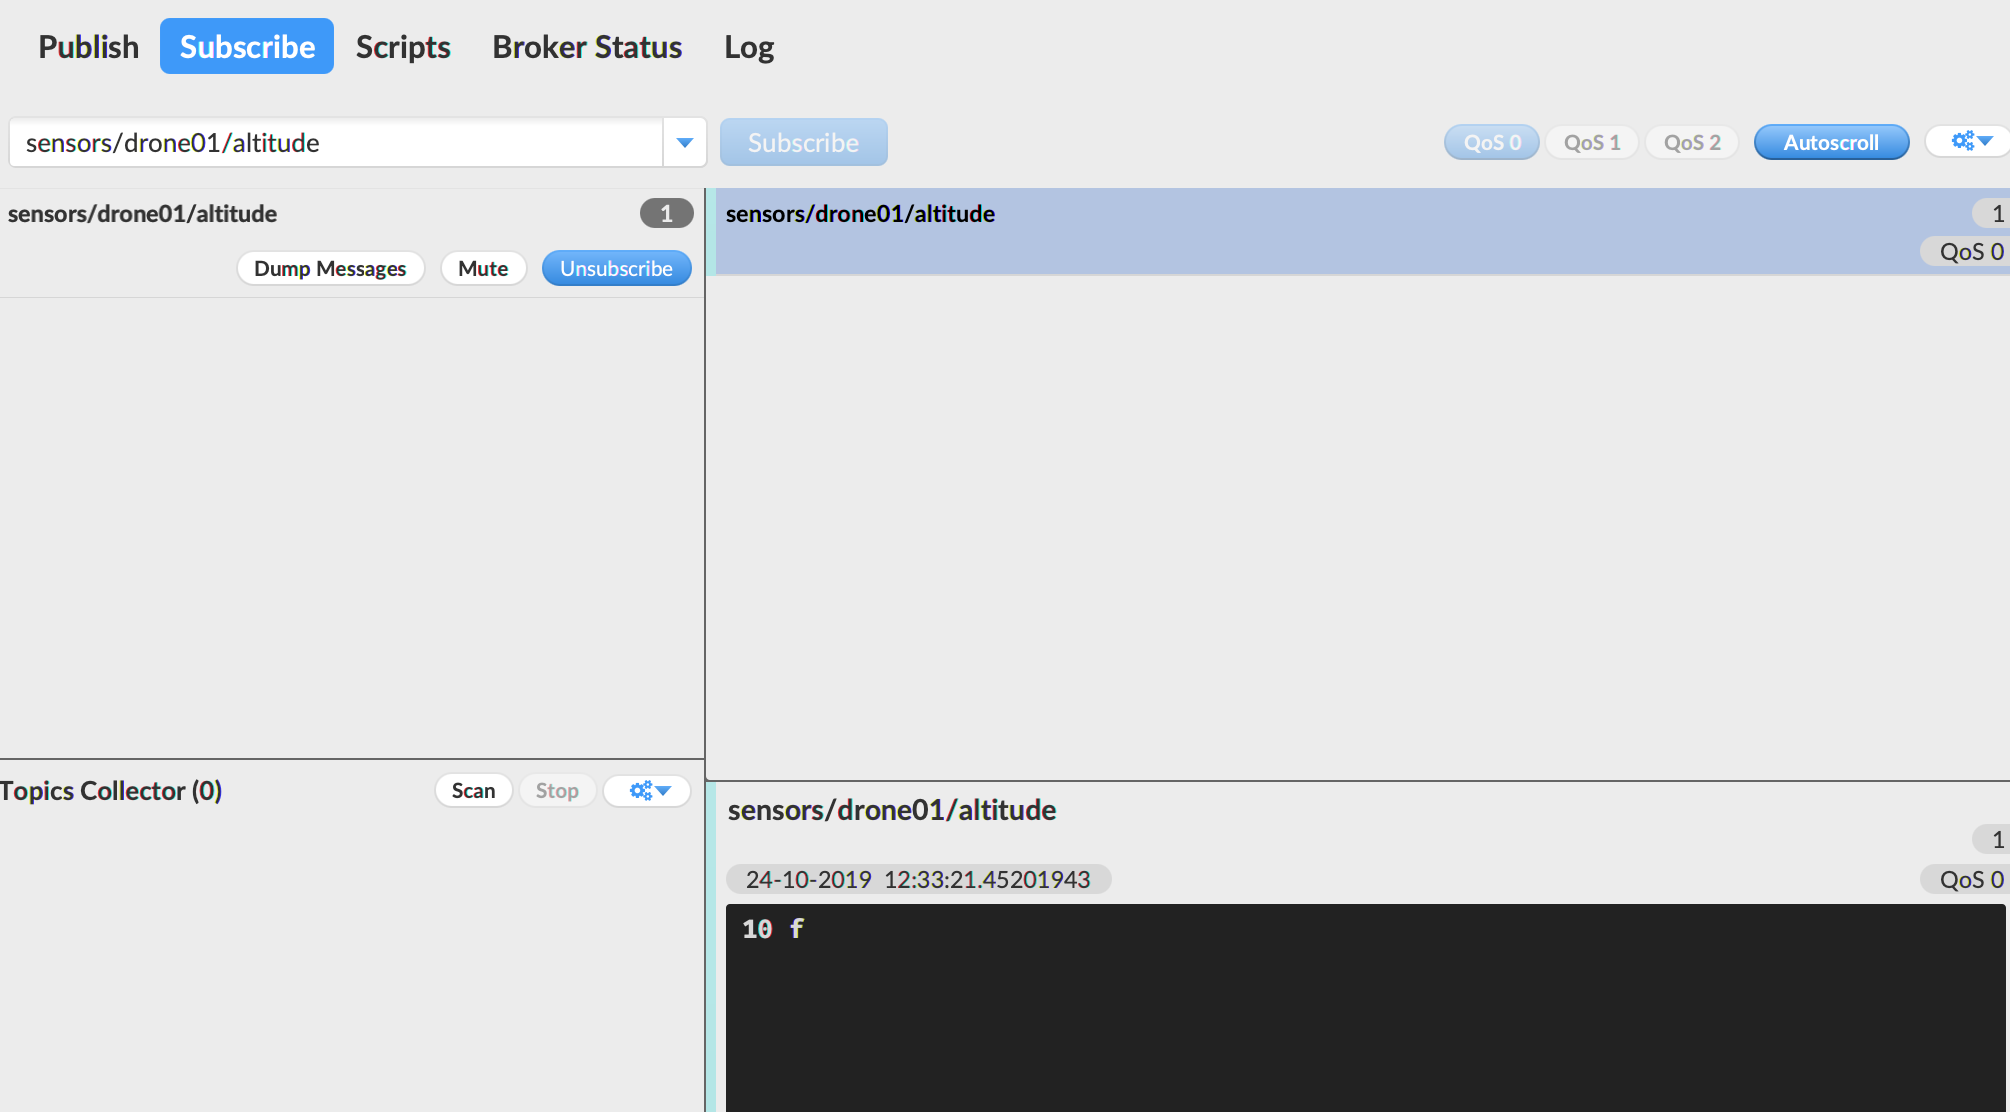 Publish Subscribe Scripts Broker Status Log
sensors/drone01/altitude Subscribe QoS 0 QoS 1 QoS 2 Autoscroll
sensors/drone01/altitude 1
Dump Messages Mute Unsubscribe
sensors/drone01/altitude 1
QoS 0
Topics Collector (0) Scan Stop
sensors/drone01/altitude
1
24-10-2019 12:33:21.45201943 QoS 0
10 f